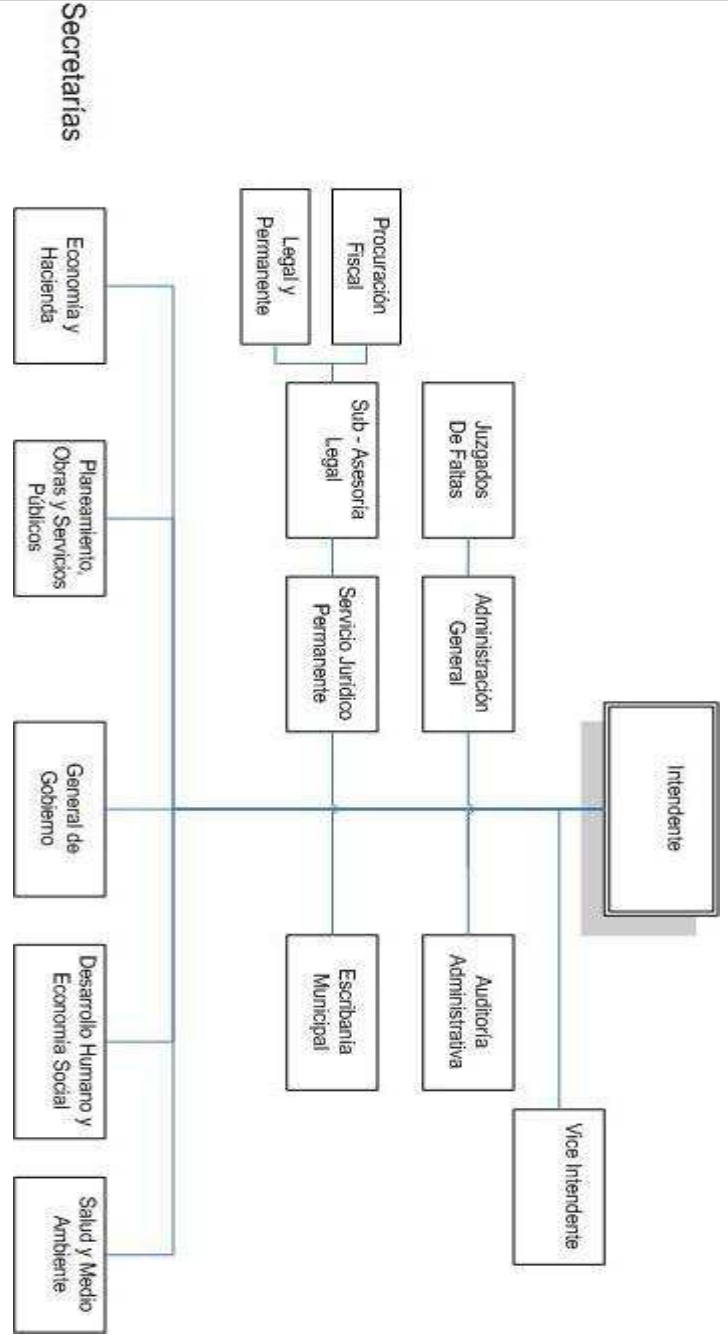 Intendente
Vice Intendente
Juzgados
De Faltas
Administración
General
Auditoría
Administrativa
Procuración
Fiscal
Legal y
Permanente
Sub - Asesoría
Legal
Servicio Jurídico
Permanente
Escribanía
Municipal
Secretarías
Economía y
Hacienda
Planeamiento,
Obras y Servicios
Públicos
General de
Gobierno
Desarrollo Humano y
Economía Social
Salud y Medio
Ambiente